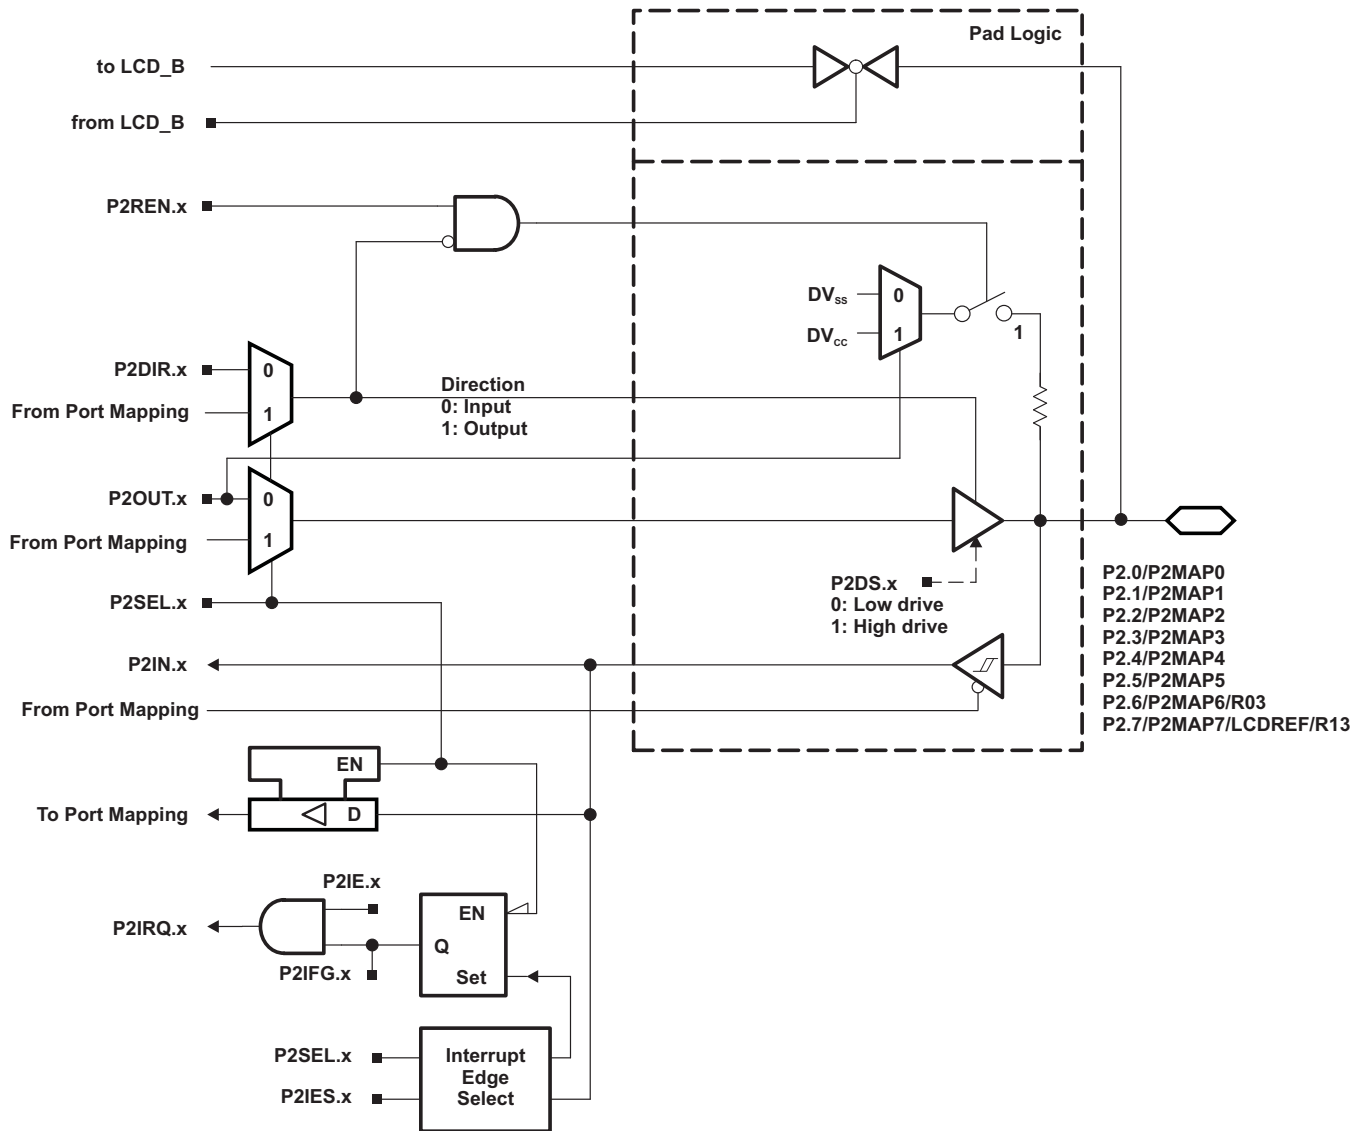 Pad Logic
to LCD_B
from LCD_B
P2REN.x
DVSS
0
DVCC
1
1
P2DIR.x
0
From Port Mapping
1
Direction
0: Input
1: Output
P2OUT.x
0
From Port Mapping
1
P2DS.x
0: Low drive
1: High drive
P2SEL.x
P2IN.x
From Port Mapping
P2.0/P2MAP0
P2.1/P2MAP1
P2.2/P2MAP2
P2.3/P2MAP3
P2.4/P2MAP4
P2.5/P2MAP5
P2.6/P2MAP6/R03
P2.7/P2MAP7/LCDREF/R13
EN
To Port Mapping
D
P2IE.x
EN
P2IRQ.x
Q
P2IFG.x
Set
P2SEL.x
P2IES.x
Interrupt
Edge
Select